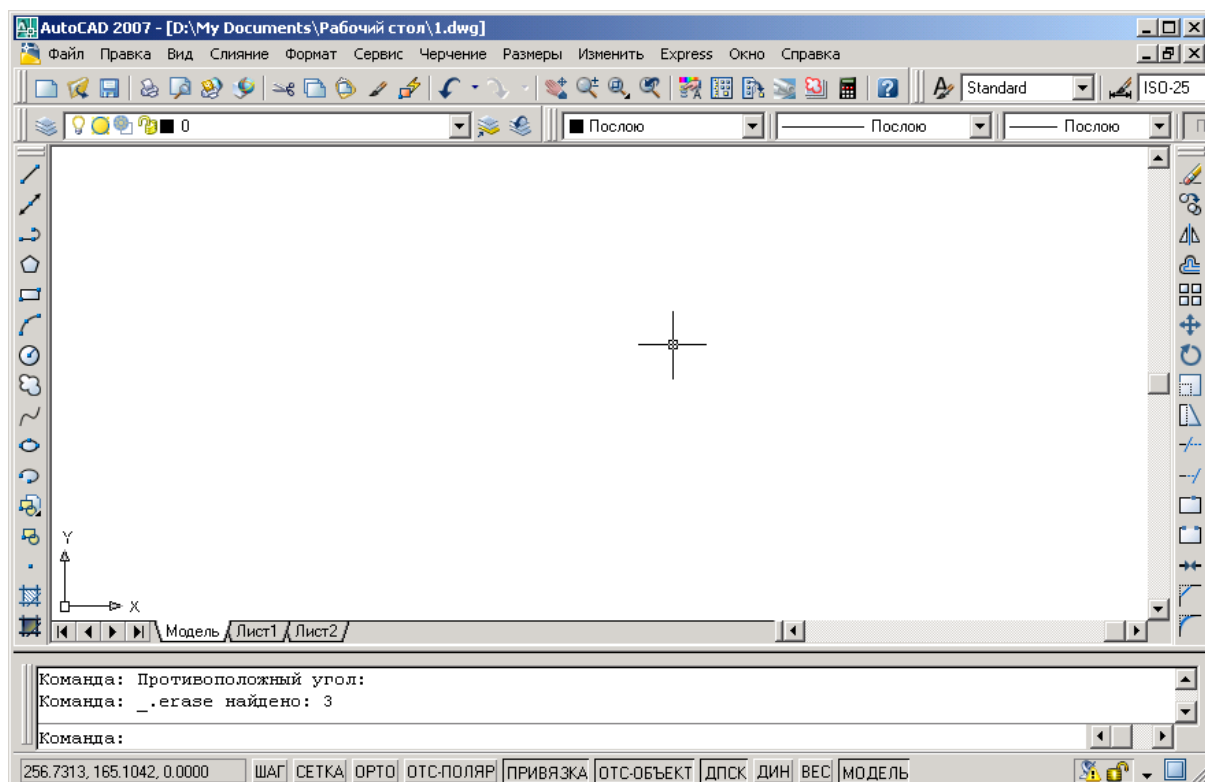 AutoCAD 2007 - [D:\My Documents\Рабочий стол\1.dwg]
Файл Правка Вид Слияние Формат Сервис Черчение Размеры Изменить Express Окно Справка
Standard ISO-25
0 Послою Послою Послою
Y
X
Модель Лист1 Лист2
Команда: Противоположный угол:
Команда: _.erase найдено: 3
Команда:
256.7313, 165.1042, 0.0000 ШАГ СЕТКА ОРТО ОТС-ПОЛЯР ПРИВЯЗКА ОТС-ОБЪЕКТ ДПСК ДИН ВЕС МОДЕЛЬ